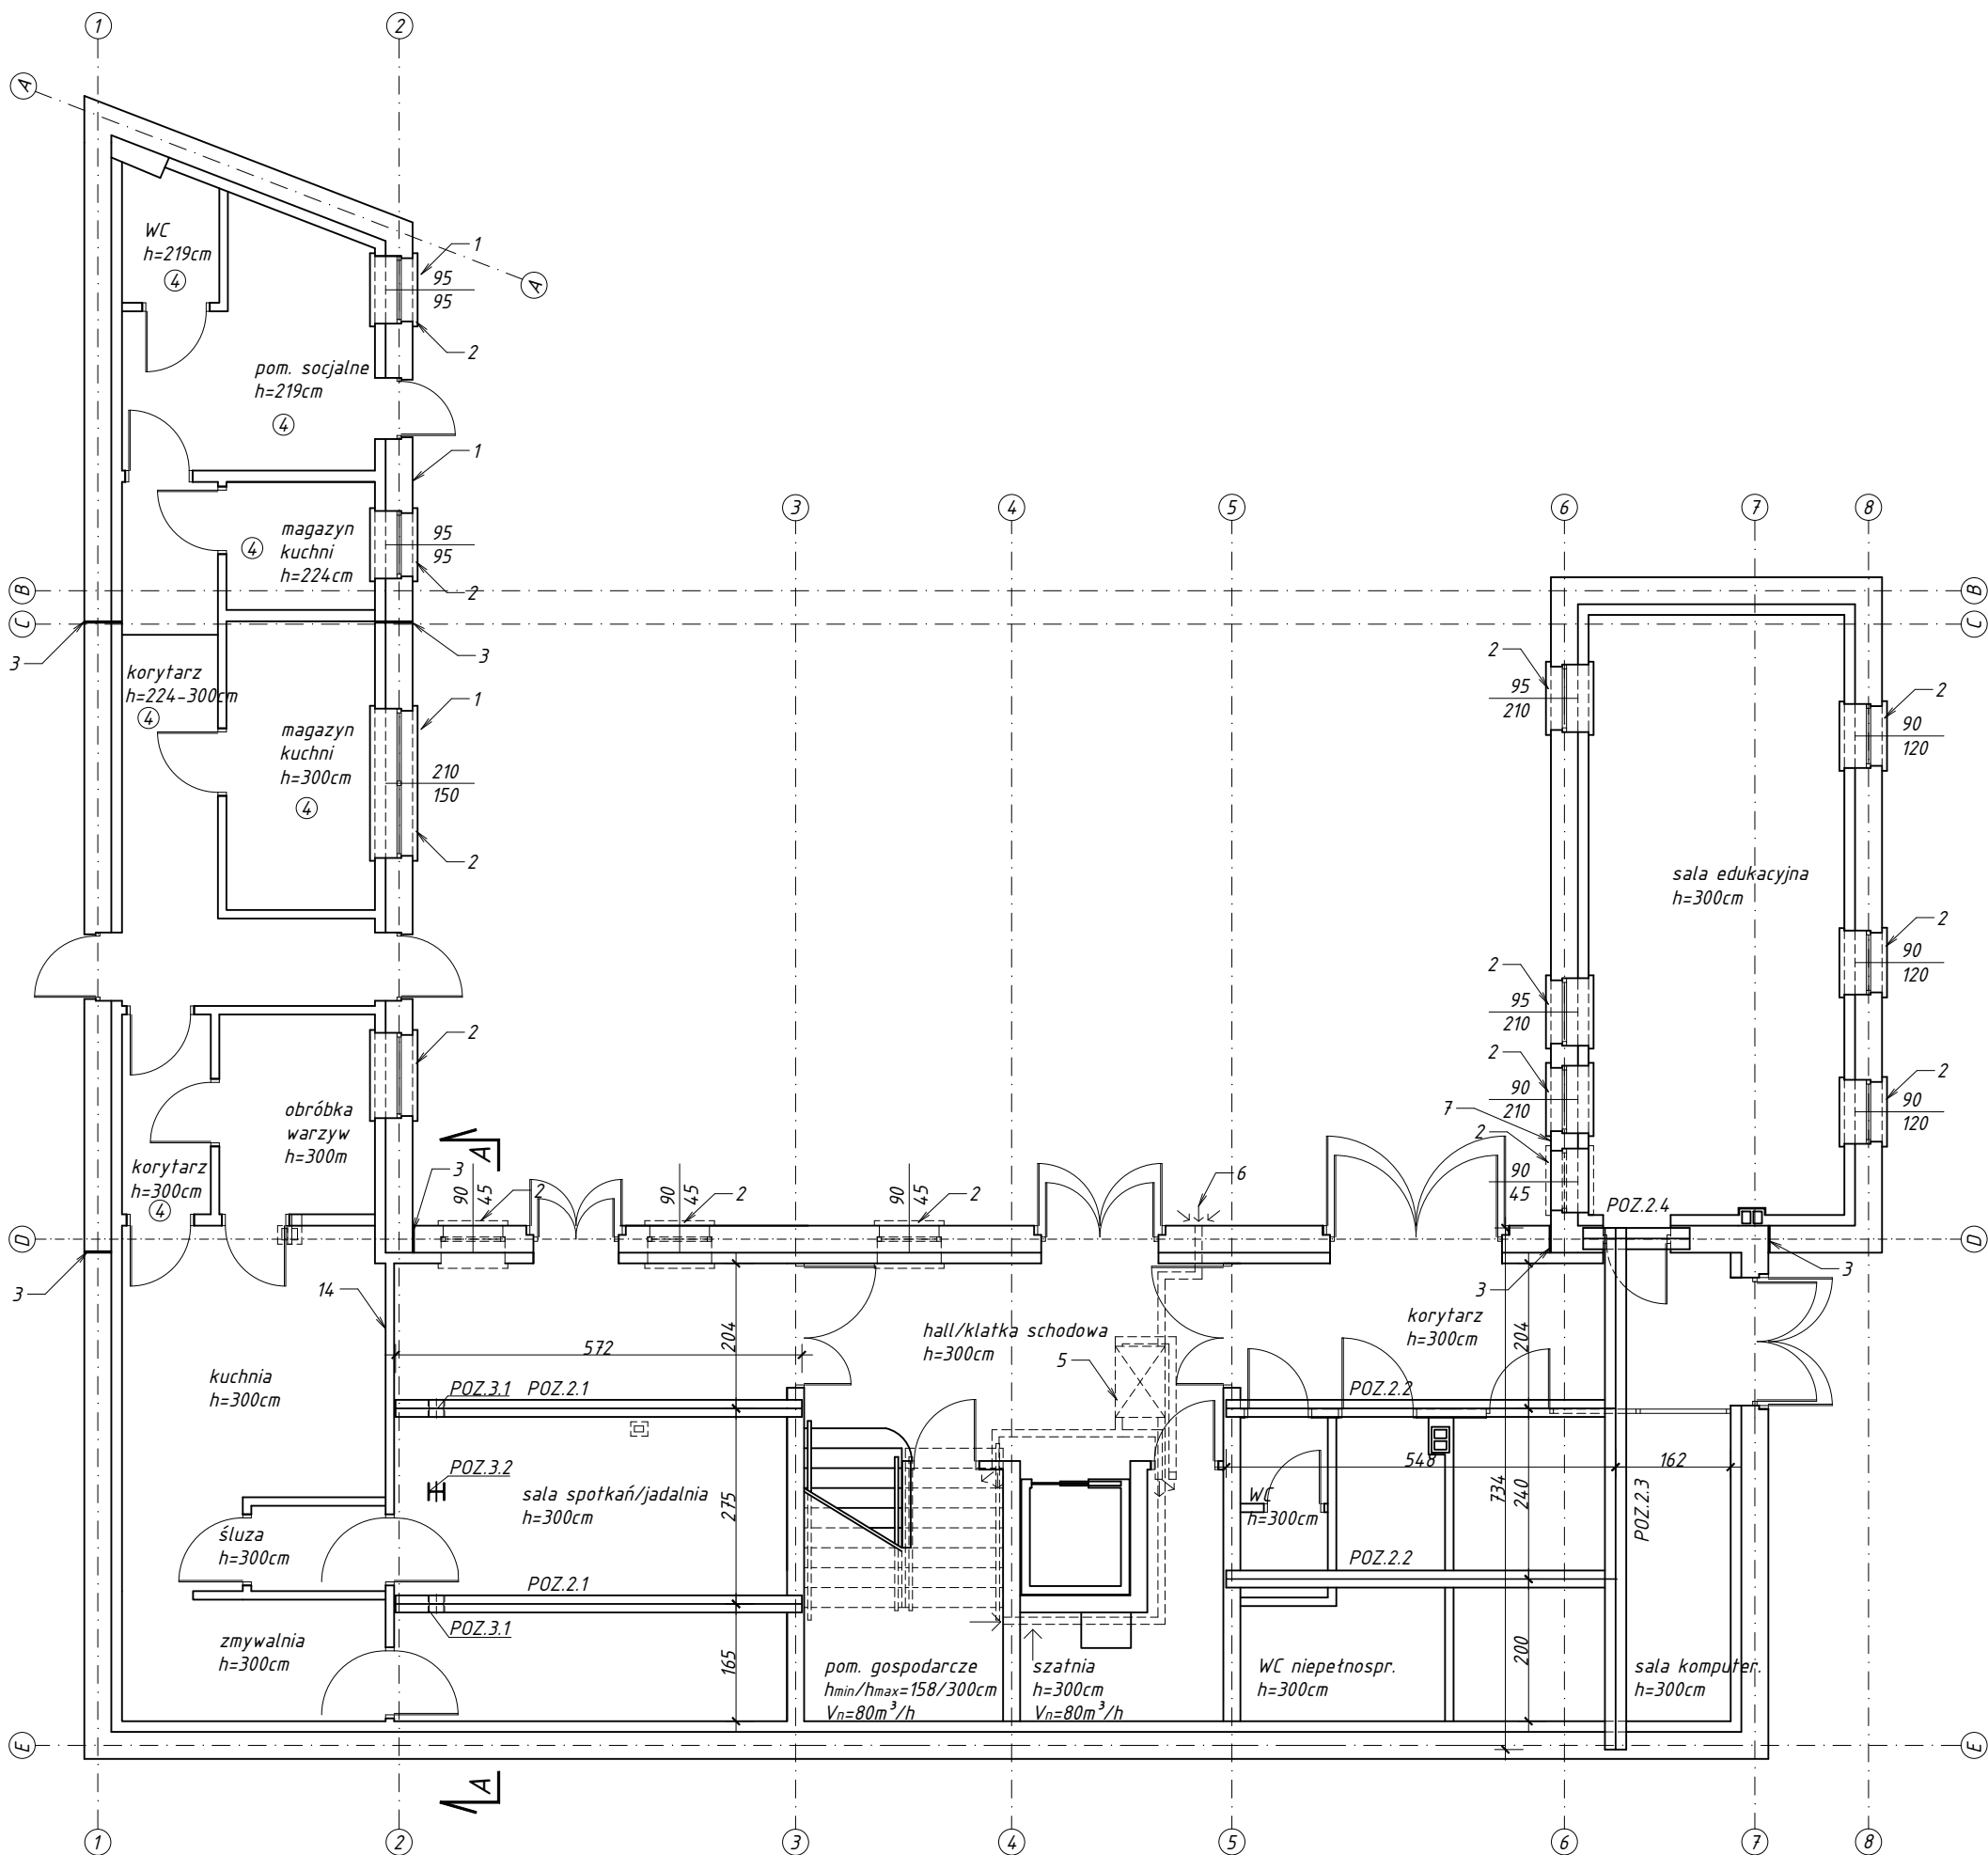 1
2
A
WC
h=219cm
4
1
95
95
A
2
pom. socjalne
h=219cm
4
1
3
4
5
6
7
8
magazyn
kuchni
h=224cm
4
95
95
2
B
B
C
C
3
3
korytarz
h=224-300cm
4
1
magazyn
kuchni
h=300cm
4
210
150
2
2
95
210
2
90
120
sala edukacyjna
h=300cm
2
90
120
2
95
210
2
90
210
2
90
120
7
2
90
45
2
obróbka
warzyw
h=300m
korytarz
h=300cm
4
A
3
90
45
2
90
45
2
90
45
2
6
POZ.2.4
D
D
3
14
3
3
572
204
hall/klatka schodowa
h=300cm
5
korytarz
h=300cm
204
kuchnia
h=300cm
POZ.3.1
POZ.2.1
POZ.2.2
POZ.3.2
sala spotkań/jadalnia
h=300cm
275
548
162
734
240
POZ.2.3
WC
h=300cm
śluza
h=300cm
POZ.2.1
POZ.2.2
POZ.3.1
zmywalnia
h=300cm
165
pom. gospodarcze
hmin/hmax=158/300cm
Vn=80m³/h
szatnia
h=300cm
Vn=80m³/h
WC niepełnospr.
h=300cm
200
sala komputer.
h=300cm
E
E
A
1
2
3
4
5
6
7
8